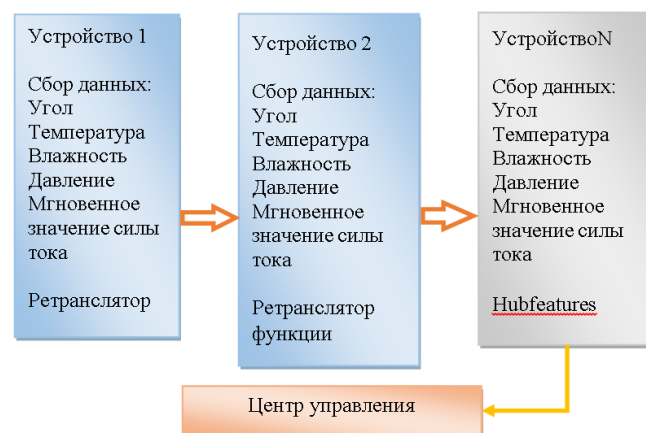 Устройство 1
Сбор данных:
Угол
Температура
Влажность
Давление
Мгновенное
значение силы
тока
Ретранслятор
Устройство 2
Сбор данных:
Угол
Температура
Влажность
Давление
Мгновенное
значение силы
тока
Ретранслятор
функции
УстройствоN
Сбор данных:
Угол
Температура
Влажность
Давление
Мгновенное
значение силы
тока
Hubfeatures
Центр управления